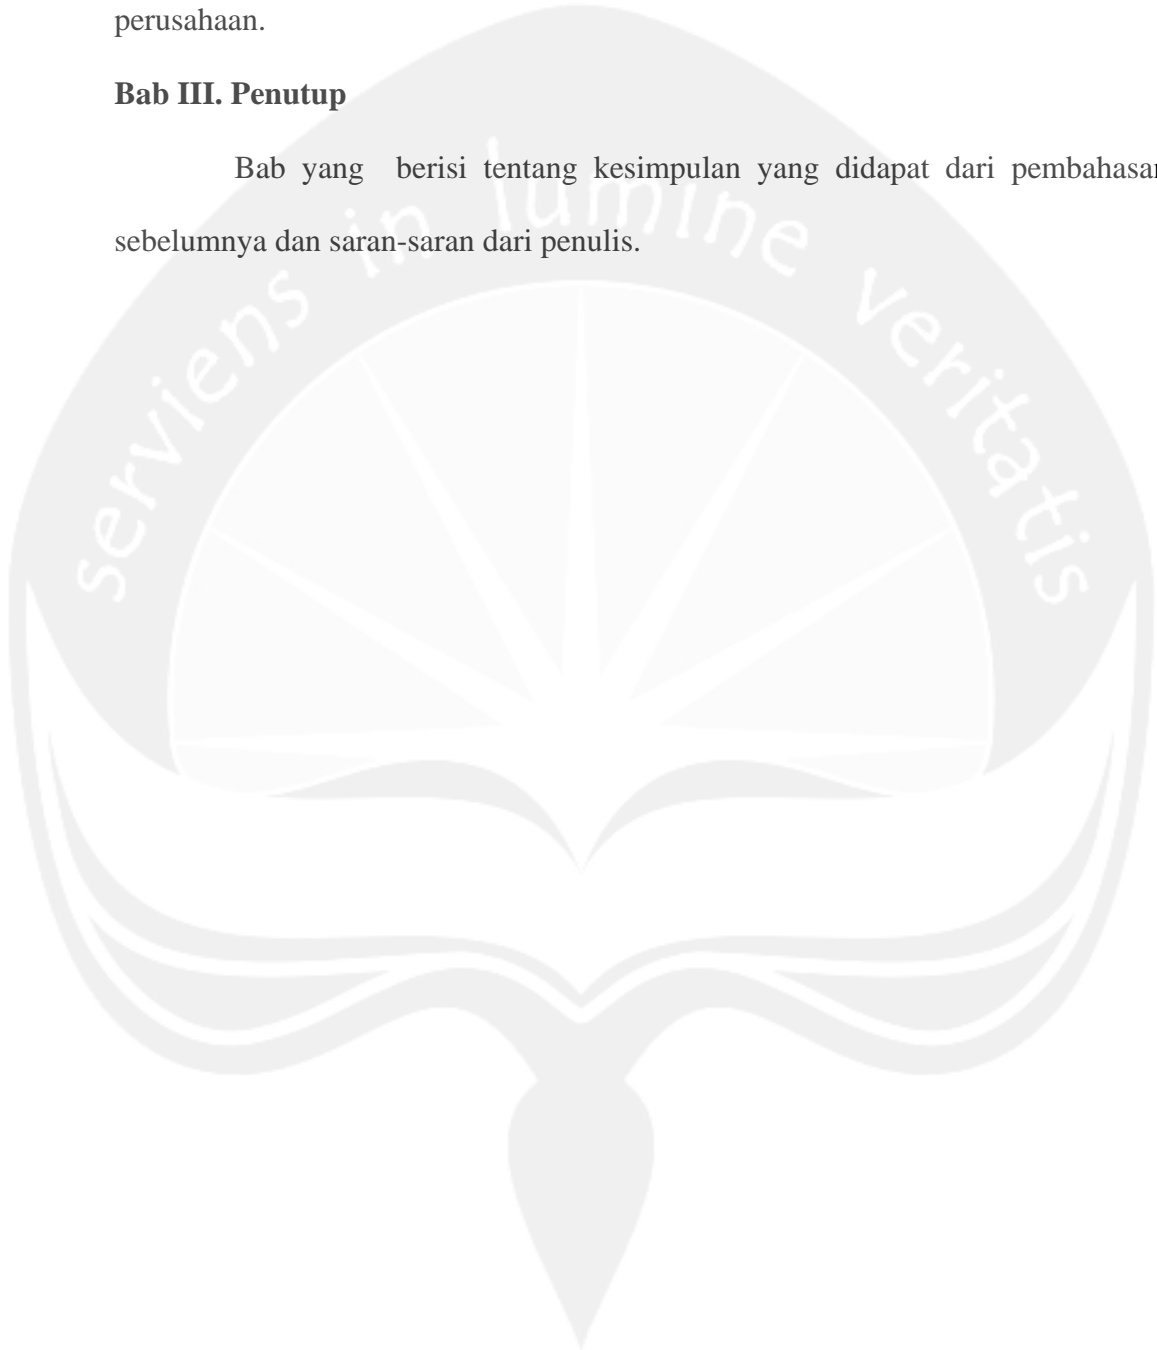 perusahaan.
Bab III. Penutup
Bab yang berisi tentang kesimpulan yang didapat dari pembahasan
sebelumnya dan saran-saran dari penulis.
serviens in lumine veritatis